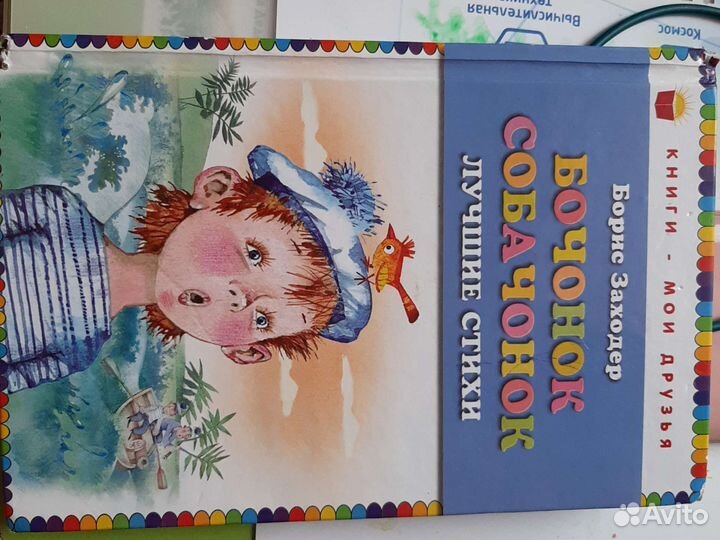 КНИГИ - МОИ ДРУЗЬЯ
Борис Заходер
БОЧОНОК
СОБАЧОНОК
ЛУЧШИЕ СТИХИ
Вычислительная
Космос
Avito